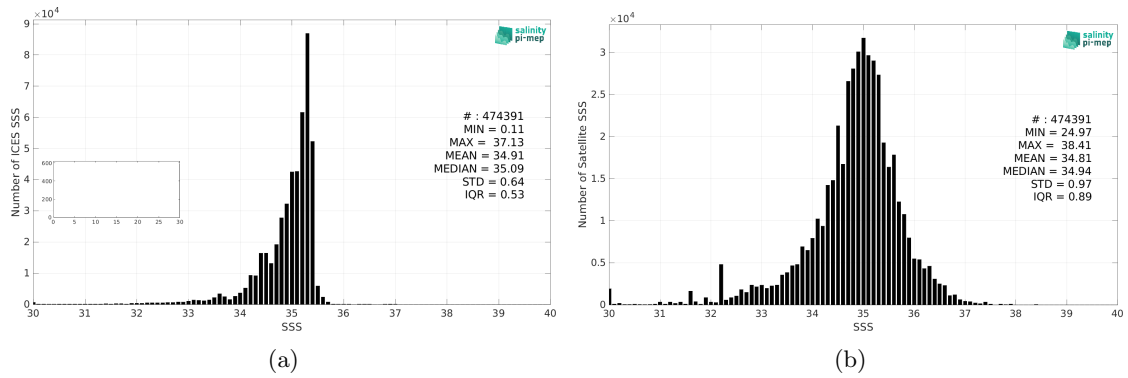 ×10⁴
9
8
7
6
5
4
3
2
1
0
Number of ICES SSS
salinity
pi-mep
# : 474391
MIN = 0.11
MAX = 37.13
MEAN = 34.91
MEDIAN = 35.09
STD = 0.64
IQR = 0.53
600
400
200
0
0 5 10 15 20 25 30
30 31 32 33 34 35 36 37 38 39 40
SSS
(a)
×10⁴
3
2.5
2
1.5
1
0.5
0
Number of Satellite SSS
salinity
pi-mep
# : 474391
MIN = 24.97
MAX = 38.41
MEAN = 34.81
MEDIAN = 34.94
STD = 0.97
IQR = 0.89
30 31 32 33 34 35 36 37 38 39 40
SSS
(b)